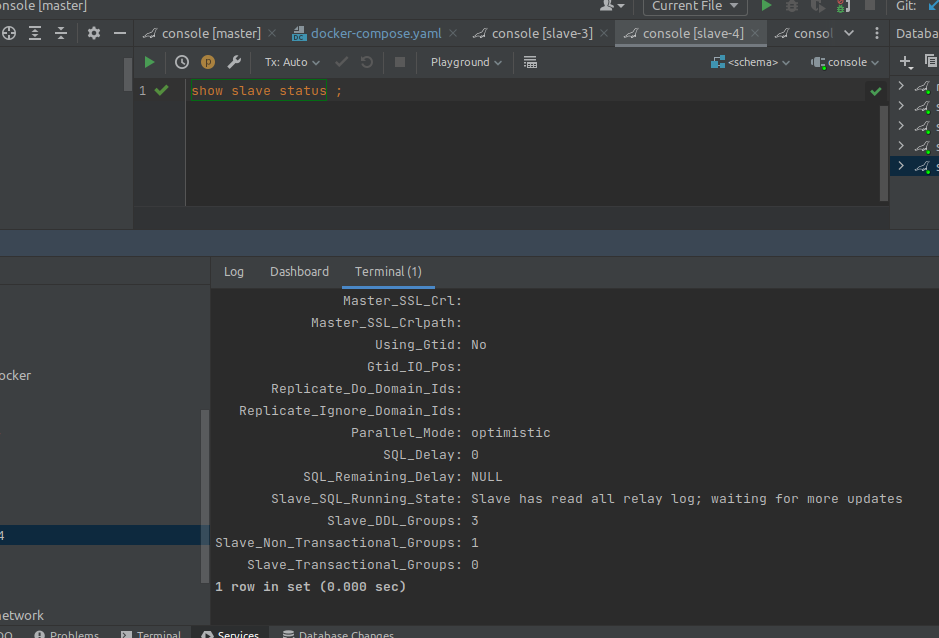 onsole [master]
Current File
Git:
console [master]
docker-compose.yaml
console [slave-3]
console [slave-4]
consol
Databa
Tx: Auto
Playground
<schema>
console
1 show slave status ;
Log
Dashboard
Terminal (1)
Master_SSL_Crl:
Master_SSL_Crlpath:
Using_Gtid: No
Gtid_IO_Pos:
ocker
Replicate_Do_Domain_Ids:
Replicate_Ignore_Domain_Ids:
Parallel_Mode: optimistic
SQL_Delay: 0
SQL_Remaining_Delay: NULL
Slave_SQL_Running_State: Slave has read all relay log; waiting for more updates
Slave_DDL_Groups: 3
4
Slave_Non_Transactional_Groups: 1
Slave_Transactional_Groups: 0
1 row in set (0.000 sec)
etwork
Problems
Terminal
Services
Database Changes